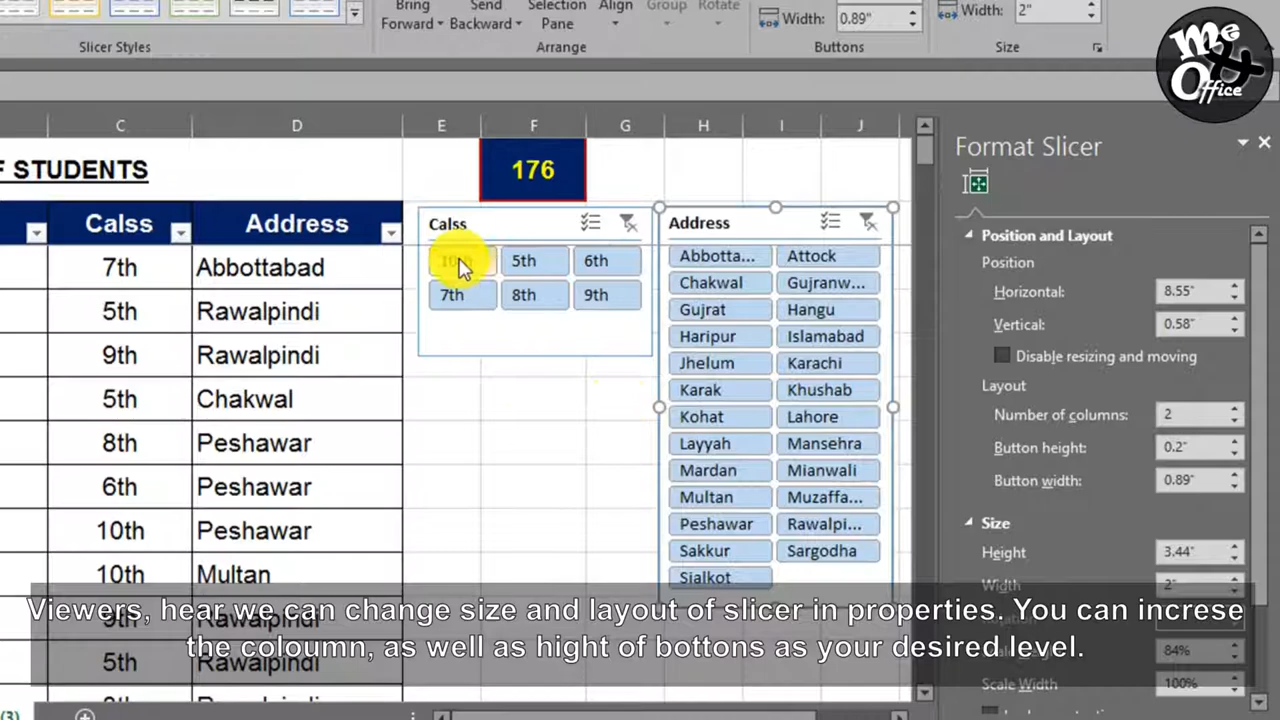 Bring Send Selection Align Group Rotate
Forward Backward Pane
Width: 0.89"
Width: 2"
Slicer Styles Arrange Buttons Size
Me & Office
C D E F G H I J
F STUDENTS
176
Calss Address
7th Abbottabad
5th Rawalpindi
9th Rawalpindi
5th Chakwal
8th Peshawar
6th Peshawar
10th Peshawar
10th Multan
9th Rawalpindi
5th Rawalpindi
Calss
10th 5th 6th
7th 8th 9th
Address
Abbotta... Attock
Chakwal Gujranw...
Gujrat Hangu
Haripur Islamabad
Jhelum Karachi
Karak Khushab
Kohat Lahore
Layyah Mansehra
Mardan Mianwali
Multan Muzaffa...
Peshawar Rawalpi...
Sakkur Sargodha
Sialkot
Format Slicer
Position and Layout
Position
Horizontal: 8.55"
Vertical: 0.58"
Disable resizing and moving
Layout
Number of columns: 2
Button height: 0.2"
Button width: 0.89"
Size
Height 3.44"
Width 2"
84%
Scale Width 100%
Viewers, hear we can change size and layout of slicer in properties. You can increse
the coloumn, as well as hight of bottons as your desired level.
(3)